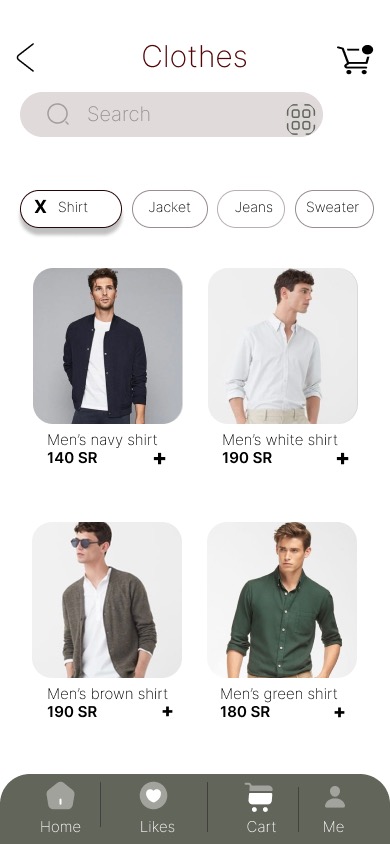 Clothes
Search
X Shirt
Jacket
Jeans
Sweater
Men's navy shirt
140 SR +
Men's white shirt
190 SR +
Men's brown shirt
190 SR +
Men's green shirt
180 SR +
Home
Likes
Cart
Me